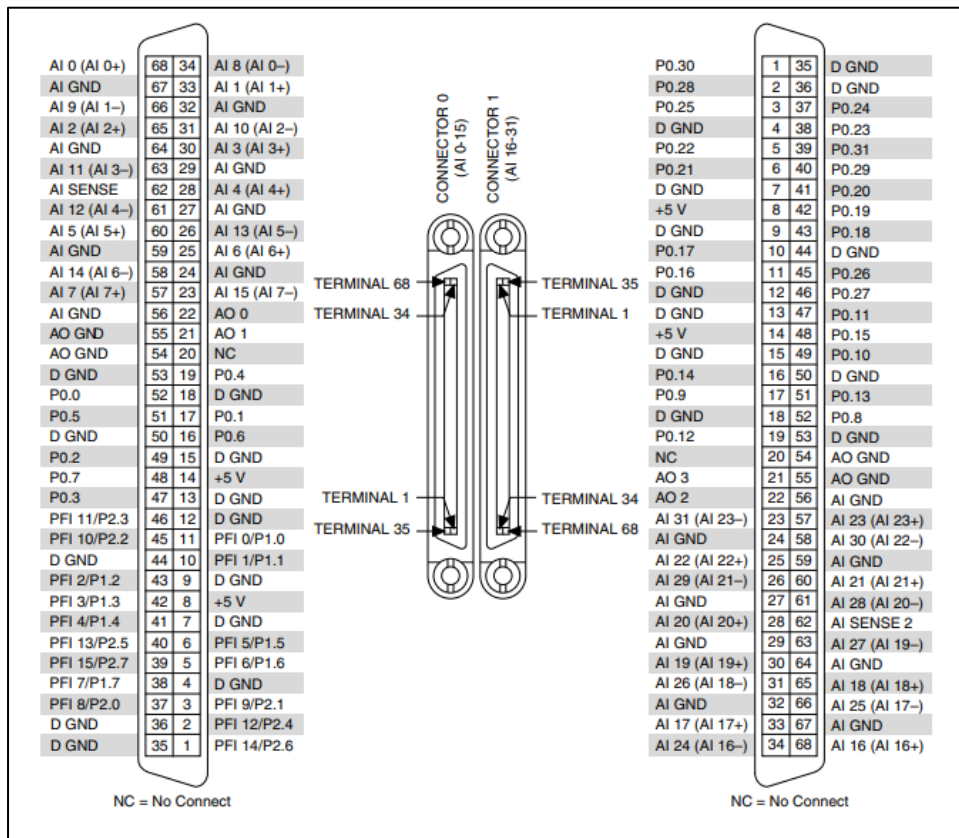 AI 0 (AI 0+) 68 34 AI 8 (AI 0–)
AI GND 67 33 AI 1 (AI 1+)
AI 9 (AI 1–) 66 32 AI GND
AI 2 (AI 2+) 65 31 AI 10 (AI 2–)
AI GND 64 30 AI 3 (AI 3+)
AI 11 (AI 3–) 63 29 AI GND
AI SENSE 62 28 AI 4 (AI 4+)
AI 12 (AI 4–) 61 27 AI GND
AI 5 (AI 5+) 60 26 AI 13 (AI 5–)
AI GND 59 25 AI 6 (AI 6+)
AI 14 (AI 6–) 58 24 AI GND
AI 7 (AI 7+) 57 23 AI 15 (AI 7–)
AI GND 56 22 AO 0
AO GND 55 21 AO 1
AO GND 54 20 NC
D GND 53 19 P0.4
P0.0 52 18 D GND
P0.5 51 17 P0.1
D GND 50 16 P0.6
P0.2 49 15 D GND
P0.7 48 14 +5 V
P0.3 47 13 D GND
PFI 11/P2.3 46 12 D GND
PFI 10/P2.2 45 11 PFI 0/P1.0
D GND 44 10 PFI 1/P1.1
PFI 2/P1.2 43 9 D GND
PFI 3/P1.3 42 8 +5 V
PFI 4/P1.4 41 7 D GND
PFI 13/P2.5 40 6 PFI 5/P1.5
PFI 15/P2.7 39 5 PFI 6/P1.6
PFI 7/P1.7 38 4 D GND
PFI 8/P2.0 37 3 PFI 9/P2.1
D GND 36 2 PFI 12/P2.4
D GND 35 1 PFI 14/P2.6
NC = No Connect
CONNECTOR 0
(AI 0-15)
CONNECTOR 1
(AI 16-31)
TERMINAL 68
TERMINAL 34
TERMINAL 35
TERMINAL 1
TERMINAL 1
TERMINAL 35
TERMINAL 34
TERMINAL 68
P0.30 1 35 D GND
P0.28 2 36 D GND
P0.25 3 37 P0.24
D GND 4 38 P0.23
P0.22 5 39 P0.31
P0.21 6 40 P0.29
D GND 7 41 P0.20
+5 V 8 42 P0.19
D GND 9 43 P0.18
P0.17 10 44 D GND
P0.16 11 45 P0.26
D GND 12 46 P0.27
D GND 13 47 P0.11
+5 V 14 48 P0.15
D GND 15 49 P0.10
P0.14 16 50 D GND
P0.9 17 51 P0.13
D GND 18 52 P0.8
P0.12 19 53 D GND
NC 20 54 AO GND
AO 3 21 55 AO GND
AO 2 22 56 AI GND
AI 31 (AI 23–) 23 57 AI 23 (AI 23+)
AI GND 24 58 AI 30 (AI 22–)
AI 22 (AI 22+) 25 59 AI GND
AI 29 (AI 21–) 26 60 AI 21 (AI 21+)
AI GND 27 61 AI 28 (AI 20–)
AI 20 (AI 20+) 28 62 AI SENSE 2
AI GND 29 63 AI 27 (AI 19–)
AI 19 (AI 19+) 30 64 AI GND
AI 26 (AI 18–) 31 65 AI 18 (AI 18+)
AI GND 32 66 AI 25 (AI 17–)
AI 17 (AI 17+) 33 67 AI GND
AI 24 (AI 16–) 34 68 AI 16 (AI 16+)
NC = No Connect